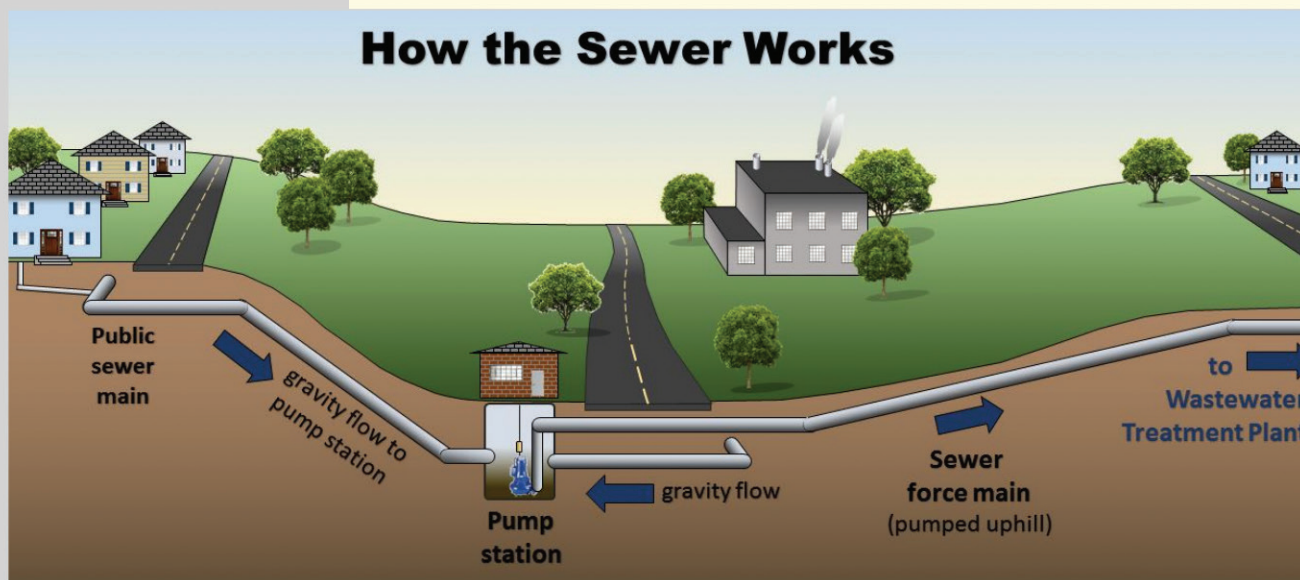 How the Sewer Works
Public
sewer
main
gravity flow to
pump station
Pump
station
gravity flow
Sewer
force main
(pumped uphill)
to
Wastewater
Treatment Plant